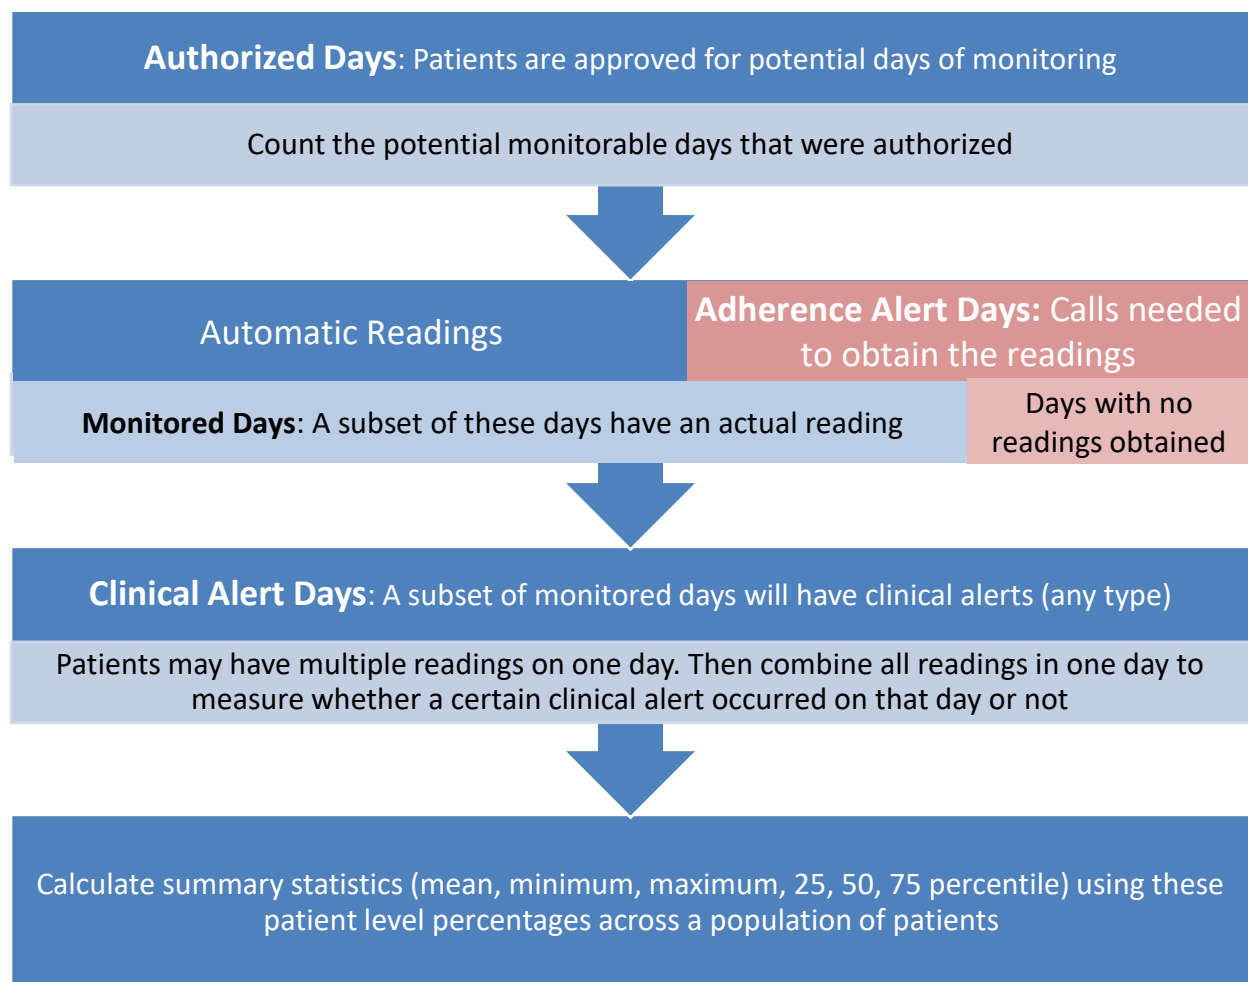 Authorized Days: Patients are approved for potential days of monitoring
Count the potential monitorable days that were authorized
Automatic Readings
Adherence Alert Days: Calls needed
to obtain the readings
Monitored Days: A subset of these days have an actual reading
Days with no
readings obtained
Clinical Alert Days: A subset of monitored days will have clinical alerts (any type)
Patients may have multiple readings on one day. Then combine all readings in one day to
measure whether a certain clinical alert occurred on that day or not
Calculate summary statistics (mean, minimum, maximum, 25, 50, 75 percentile) using these
patient level percentages across a population of patients